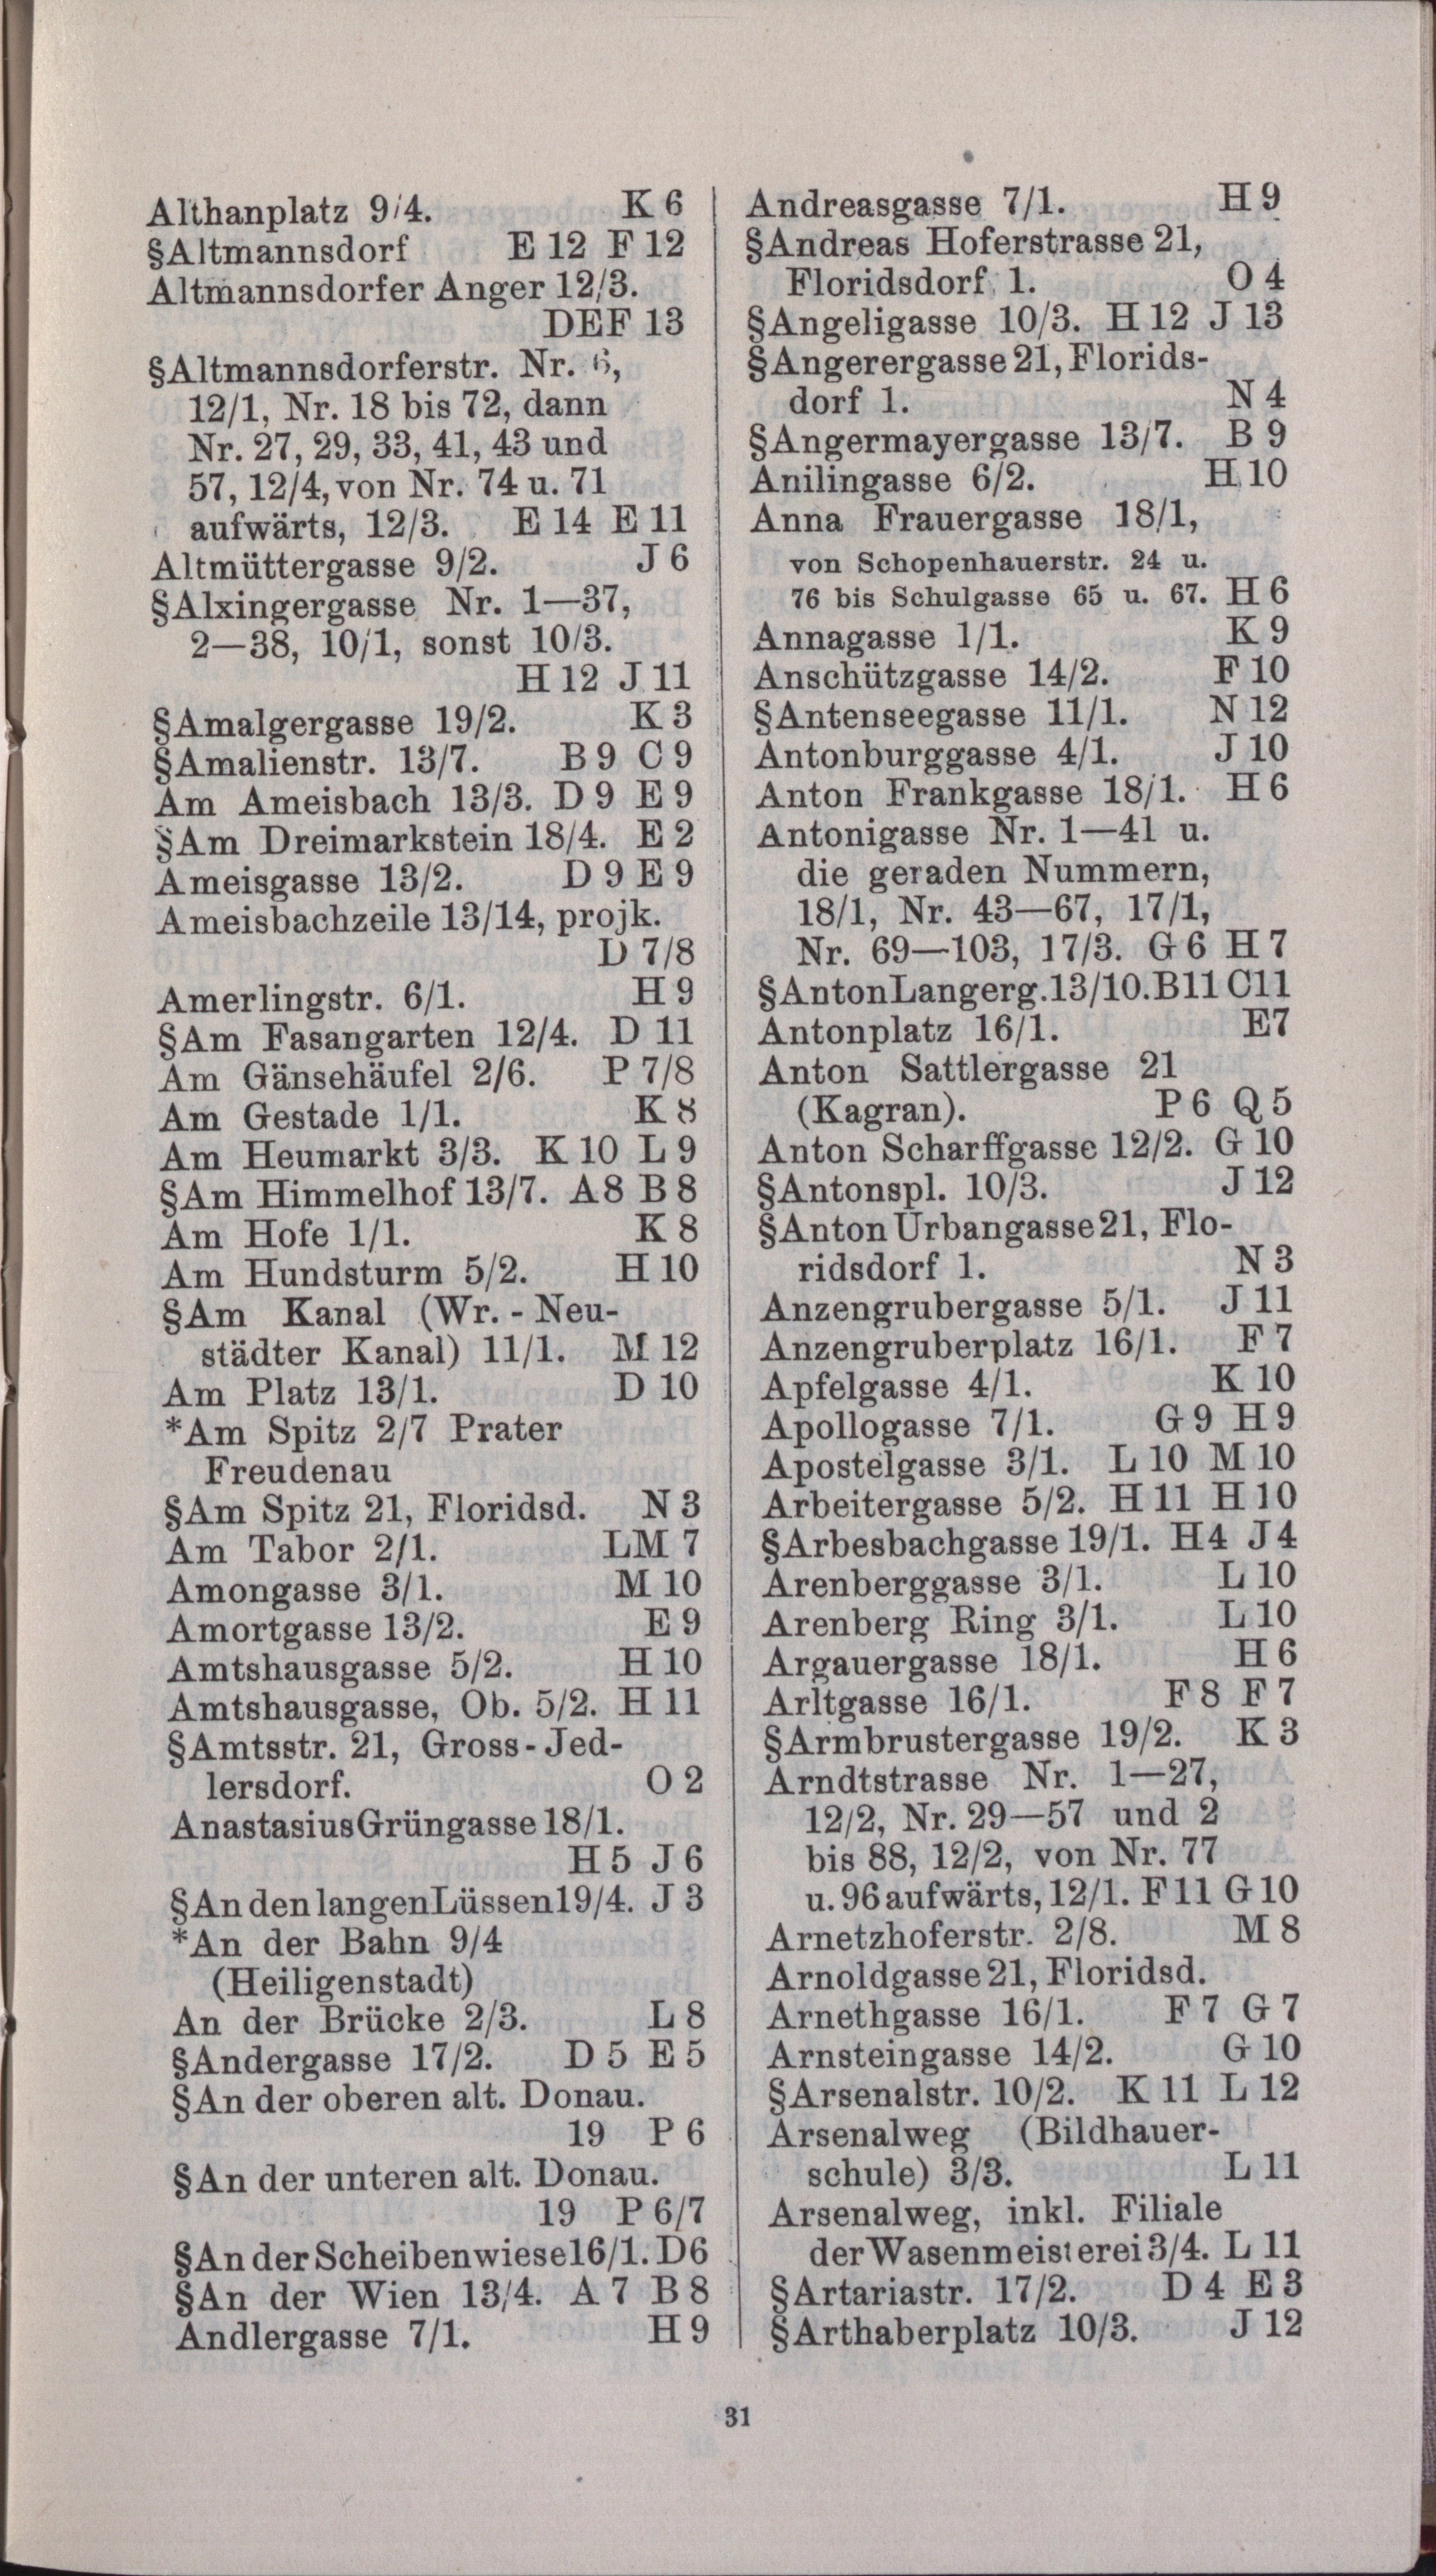 Althanplatz 9/4. K 6
§Altmannsdorf E 12 F 12
Altmannsdorfer Anger 12/3.
DEF 13
§Altmannsdorferstr. Nr. 6,
12/1, Nr. 18 bis 72, dann
Nr. 27, 29, 33, 41, 43 und
57, 12/4, von Nr. 74 u. 71
aufwärts, 12/3. E 14 E 11
Altmüttergasse 9/2. J 6
§Alxingergasse Nr. 1—37,
2—38, 10/1, sonst 10/3.
H 12 J 11
§Amalgergasse 19/2. K 3
§Amalienstr. 13/7. B 9 C 9
Am Ameisbach 13/3. D 9 E 9
§Am Dreimarkstein 18/4. E 2
Ameisgasse 13/2. D 9 E 9
Ameisbachzeile 13/14, projk.
D 7/8
Amerlingstr. 6/1. H 9
§Am Fasangarten 12/4. D 11
Am Gänsehäufel 2/6. P 7/8
Am Gestade 1/1. K 8
Am Heumarkt 3/3. K 10 L 9
§Am Himmelhof 13/7. A 8 B 8
Am Hofe 1/1. K 8
Am Hundsturm 5/2. H 10
§Am Kanal (Wr. - Neu-
städter Kanal) 11/1. M 12
Am Platz 13/1. D 10
*Am Spitz 2/7 Prater
Freudenau
§Am Spitz 21, Floridsd. N 3
Am Tabor 2/1. LM 7
Amongasse 3/1. M 10
Amortgasse 13/2. E 9
Amtshausgasse 5/2. H 10
Amtshausgasse, Ob. 5/2. H 11
§Amtsstr. 21, Gross-Jed-
lersdorf. O 2
Anastasius Grüngasse 18/1.
H 5 J 6
§An den langen Lüssen 19/4. J 3
*An der Bahn 9/4
(Heiligenstadt)
An der Brücke 2/3. L 8
§Andergasse 17/2. D 5 E 5
§An der oberen alt. Donau.
19 P 6
§An der unteren alt. Donau.
19 P 6/7
§An der Scheibenwiese 16/1. D 6
§An der Wien 13/4. A 7 B 8
Andlergasse 7/1. H 9
Andreasgasse 7/1. H 9
§Andreas Hoferstrasse 21,
Floridsdorf 1. O 4
§Angeligasse 10/3. H 12 J 13
§Angerergasse 21, Florids-
dorf 1. N 4
§Angermayergasse 13/7. B 9
Anilingasse 6/2. H 10
Anna Frauergasse 18/1,
von Schopenhauerstr. 24 u.
76 bis Schulgasse 65 u. 67. H 6
Annagasse 1/1. K 9
Anschützgasse 14/2. F 10
§Antenseegasse 11/1. N 12
Antonburggasse 4/1. J 10
Anton Frankgasse 18/1. H 6
Antonigasse Nr. 1—41 u.
die geraden Nummern,
18/1, Nr. 43—67, 17/1,
Nr. 69—103, 17/3. G 6 H 7
§Anton Langerg. 13/10. B11 C11
Antonplatz 16/1. E7
Anton Sattlergasse 21
(Kagran). P 6 Q 5
Anton Scharffgasse 12/2. G 10
§Antonspl. 10/3. J 12
§Anton Urbangasse 21, Flo-
ridsdorf 1. N 3
Anzengrubergasse 5/1. J 11
Anzengruberplatz 16/1. F 7
Apfelgasse 4/1. K 10
Apollogasse 7/1. G 9 H 9
Apostelgasse 3/1. L 10 M 10
Arbeitergasse 5/2. H 11 H 10
§Arbesbachgasse 19/1. H4 J 4
Arenberggasse 3/1. L 10
Arenberg Ring 3/1. L 10
Argauergasse 18/1. H 6
Arltgasse 16/1. F 8 F 7
§Armbrustergasse 19/2. K 3
Arndtstrasse Nr. 1—27,
12/2, Nr. 29—57 und 2
bis 88, 12/2, von Nr. 77
u. 96 aufwärts, 12/1. F 11 G 10
Arnetzhoferstr. 2/8. M 8
Arnoldgasse 21, Floridsd.
Arnethgasse 16/1. F 7 G 7
Arnsteingasse 14/2. G 10
§Arsenalstr. 10/2. K 11 L 12
Arsenalweg (Bildhauer-
schule) 3/3. L 11
Arsenalweg, inkl. Filiale
der Wasenmeisterei 3/4. L 11
§Artariastr. 17/2. D 4 E 3
§Arthaberplatz 10/3. J 12
31